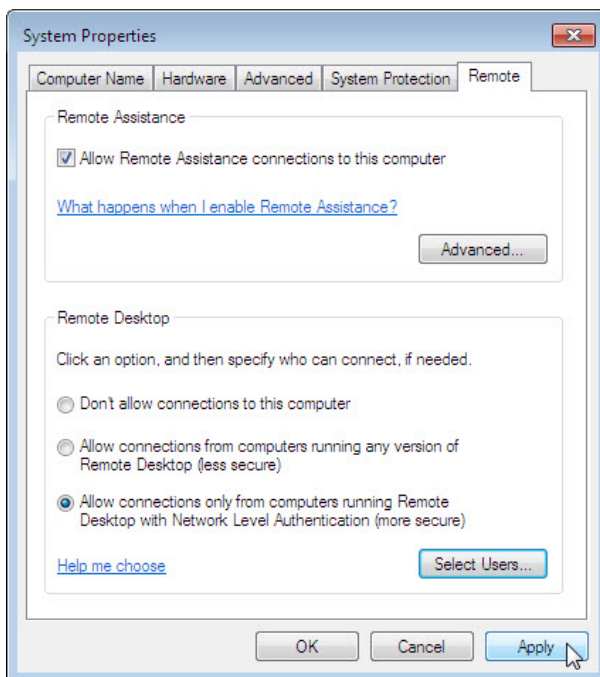 System Properties
Computer Name Hardware Advanced System Protection Remote
Remote Assistance
Allow Remote Assistance connections to this computer
What happens when I enable Remote Assistance?
Advanced...
Remote Desktop
Click an option, and then specify who can connect, if needed.
Don't allow connections to this computer
Allow connections from computers running any version of
Remote Desktop (less secure)
Allow connections only from computers running Remote
Desktop with Network Level Authentication (more secure)
Help me choose Select Users...
OK Cancel Apply